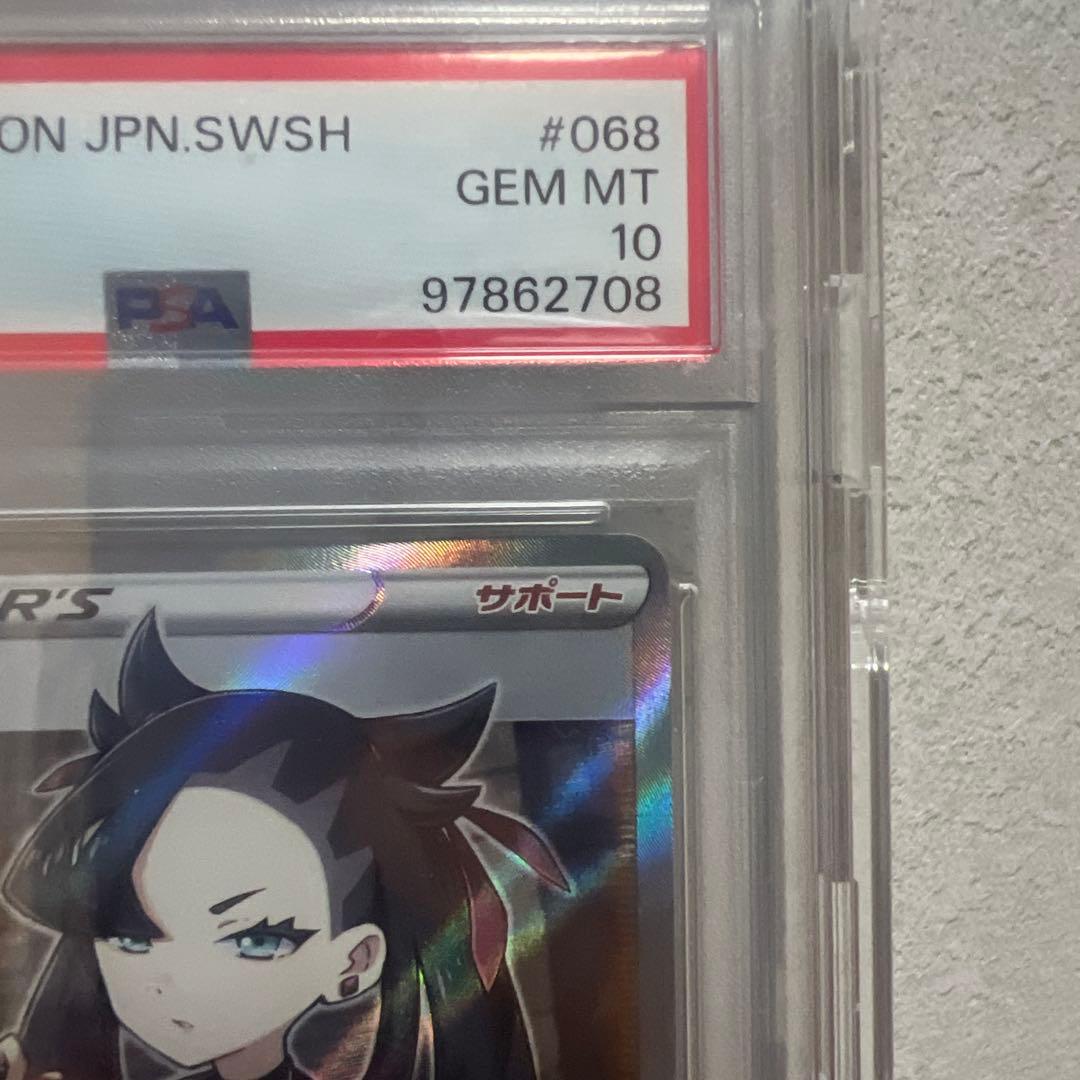 ON JPN.SWSH #068
GEM MT
10
PSA 97862708
R'S サポート